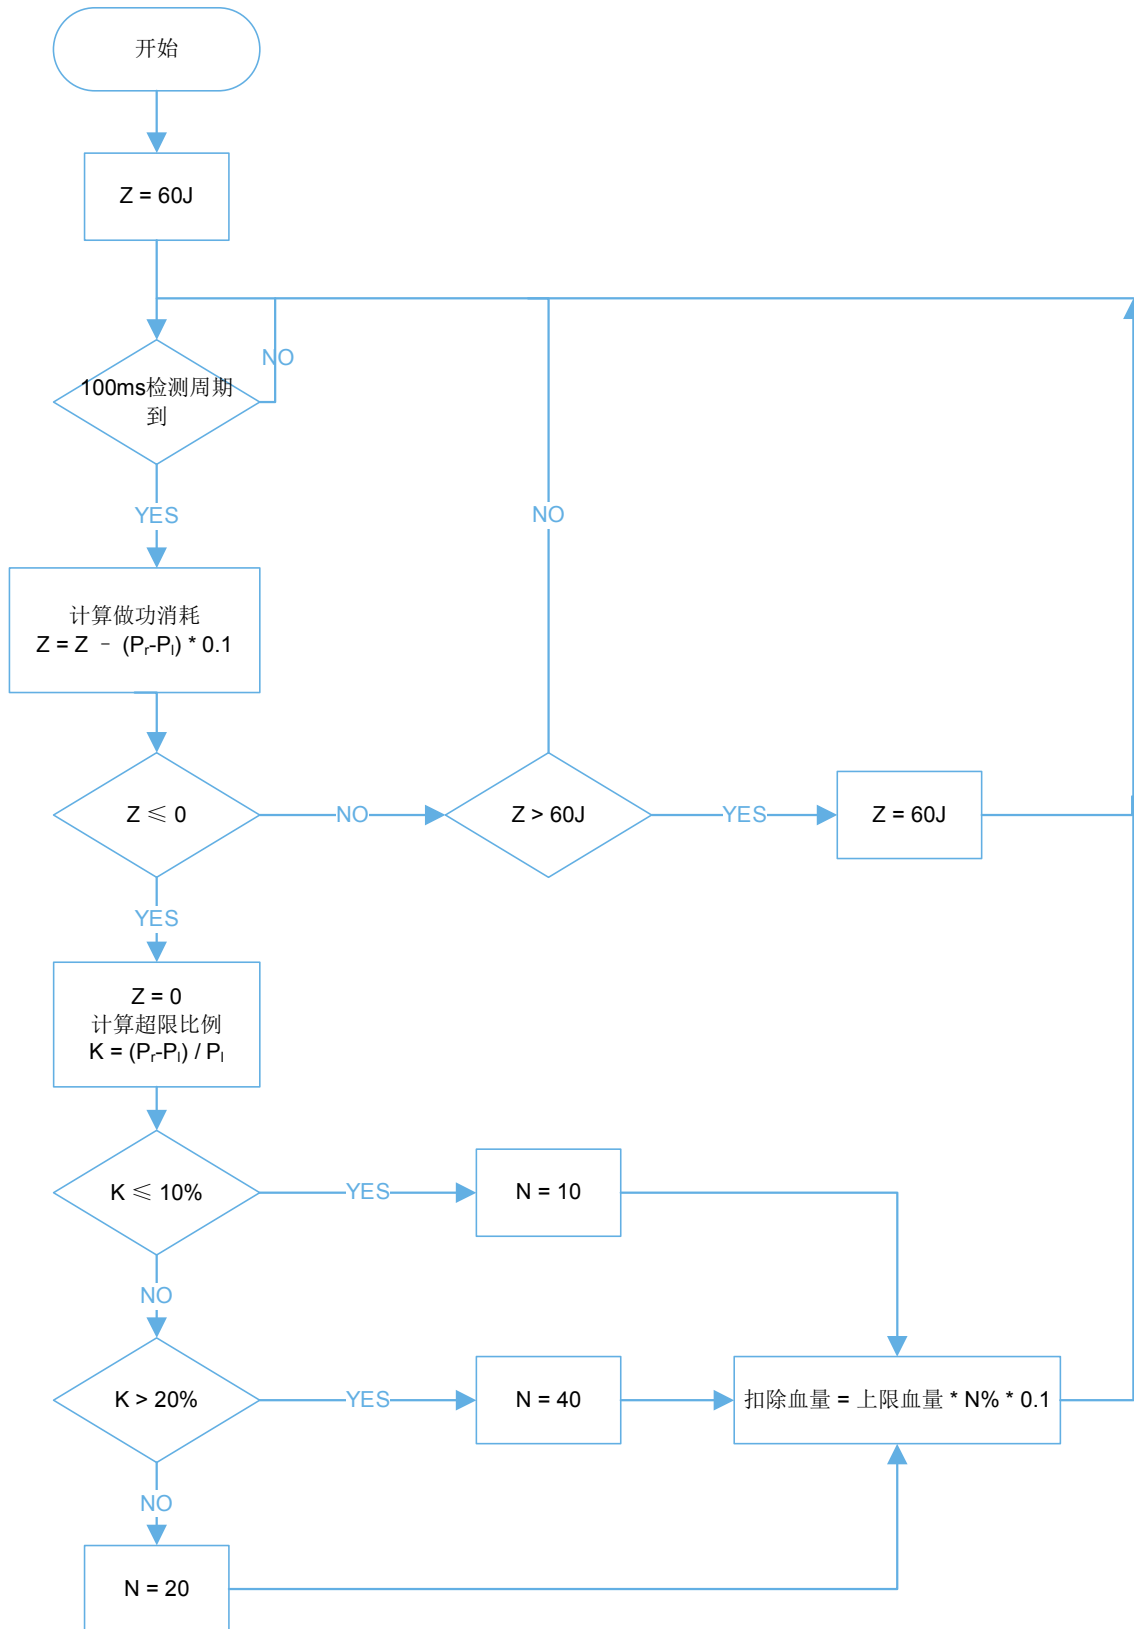 开始
Z = 60J
NO
100ms检测周期
到
YES
NO
计算做功消耗
Z = Z － (Pr-Pl) * 0.1
Z ≤ 0
NO
Z > 60J
YES
Z = 60J
YES
Z = 0
计算超限比例
K = (Pr-Pl) / Pl
K ≤ 10%
YES
N = 10
NO
K > 20%
YES
N = 40
扣除血量 = 上限血量 * N% * 0.1
NO
N = 20